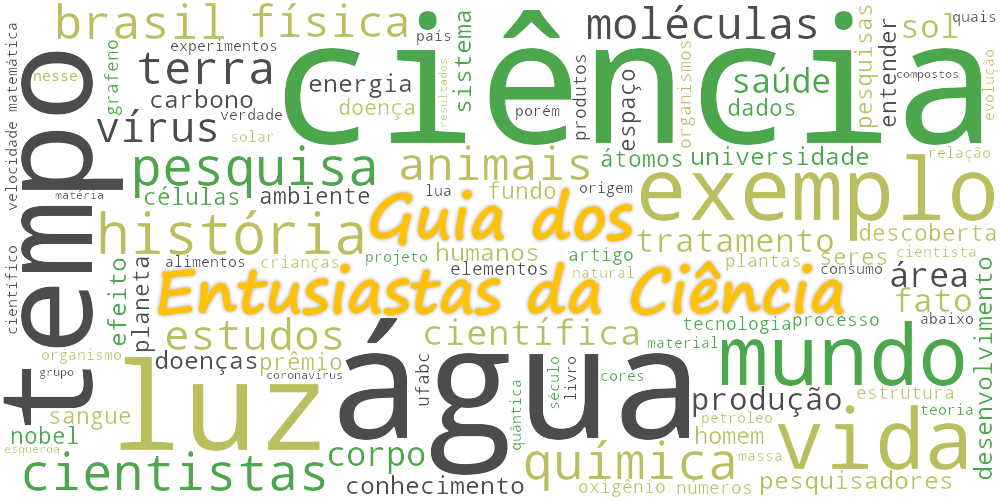 brasil
física
ciência
moléculas
sol
quais
país
experimentos
nesse
terra
grafeno
velocidade
matemática
tempo
energia
sistema
resultados
porém
produtos
espaço
organismos
saúde
dados
pesquisas
entender
compostos
evolução
carbono
doença
verdade
vírus
solar
pesquisa
animais
átomos
universidade
relação
matéria
células
ambiente
lua
fundo
origem
exemplo
história
Guia dos
tratamento
descoberta
científico
efeito
planeta
alimentos
crianças
projeto
humanos
elementos
artigo
natural
plantas
seres
cientista
consumo
área
Entusiastas da Ciência
fato
abaixo
desenvolvimento
estudos
científica
tecnologia
processo
material
organismo
grupo
doenças
prêmio
coronavírus
luz
água
ufabc
quântica
século
livro
cores
mundo
produção
estrutura
teoria
sangue
nobel
esquerda
petróleo
homem
massa
vida
cientistas
corpo
conhecimento
química
oxigênio
números
pesquisadores